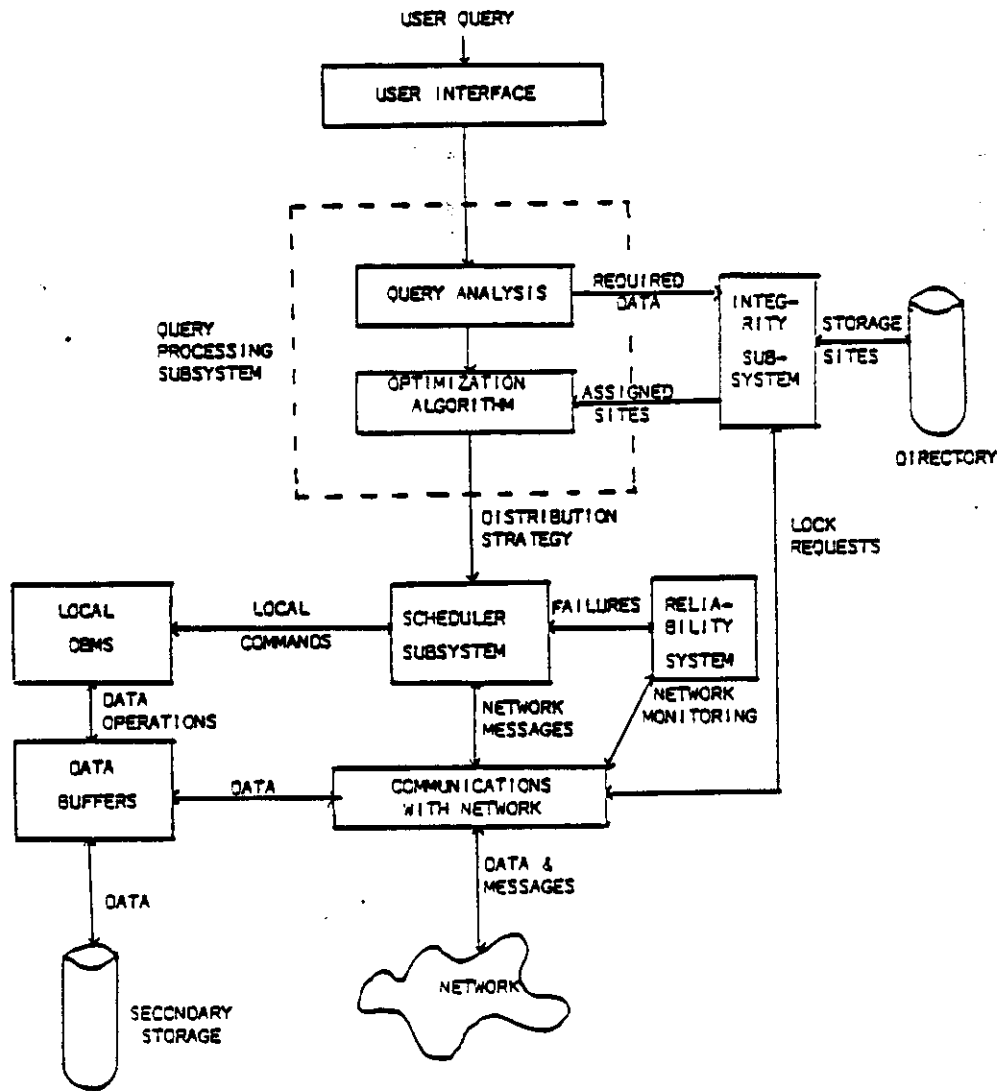 USER QUERY
USER INTERFACE
QUERY ANALYSIS
REQUIRED
DATA
INTEG-
RITY
SUB-
SYSTEM
STORAGE
SITES
DIRECTORY
QUERY
PROCESSING
SUBSYSTEM
OPTIMIZATION
ALGORITHM
ASSIGNED
SITES
DISTRIBUTION
STRATEGY
LOCK
REQUESTS
LOCAL
DBMS
LOCAL
COMMANDS
SCHEDULER
SUBSYSTEM
FAILURES
RELIA-
BILITY
SYSTEM
DATA
OPERATIONS
NETWORK
MESSAGES
NETWORK
MONITORING
DATA
BUFFERS
DATA
COMMUNICATIONS
WITH NETWORK
DATA &
MESSAGES
DATA
NETWORK
SECONDARY
STORAGE